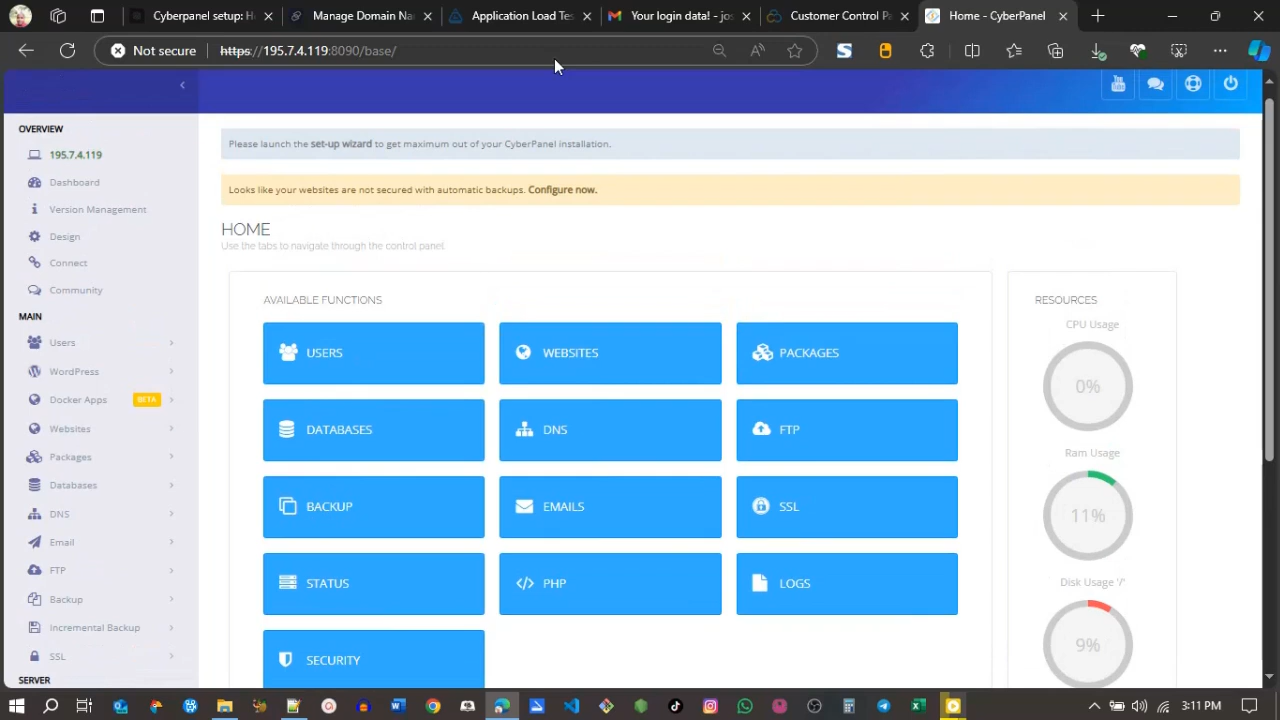 Cyberpanel setup: H
Manage Domain Na
Application Load Tes
Your login data! - jos
Customer Control Pa
Home - CyberPanel
Not secure
https://195.7.4.119:8090/base/
OVERVIEW
195.7.4.119
Dashboard
Version Management
Design
Connect
Community
MAIN
Users
WordPress
Docker Apps BETA
Websites
Packages
Databases
DNS
Email
FTP
Backup
Incremental Backup
SSL
SERVER
Please launch the set-up wizard to get maximum out of your CyberPanel installation.
Looks like your websites are not secured with automatic backups. Configure now.
HOME
Use the tabs to navigate through the control panel.
AVAILABLE FUNCTIONS
USERS
WEBSITES
PACKAGES
DATABASES
DNS
FTP
BACKUP
EMAILS
SSL
STATUS
PHP
LOGS
SECURITY
RESOURCES
CPU Usage
0%
Ram Usage
11%
Disk Usage '/'
9%
3:11 PM